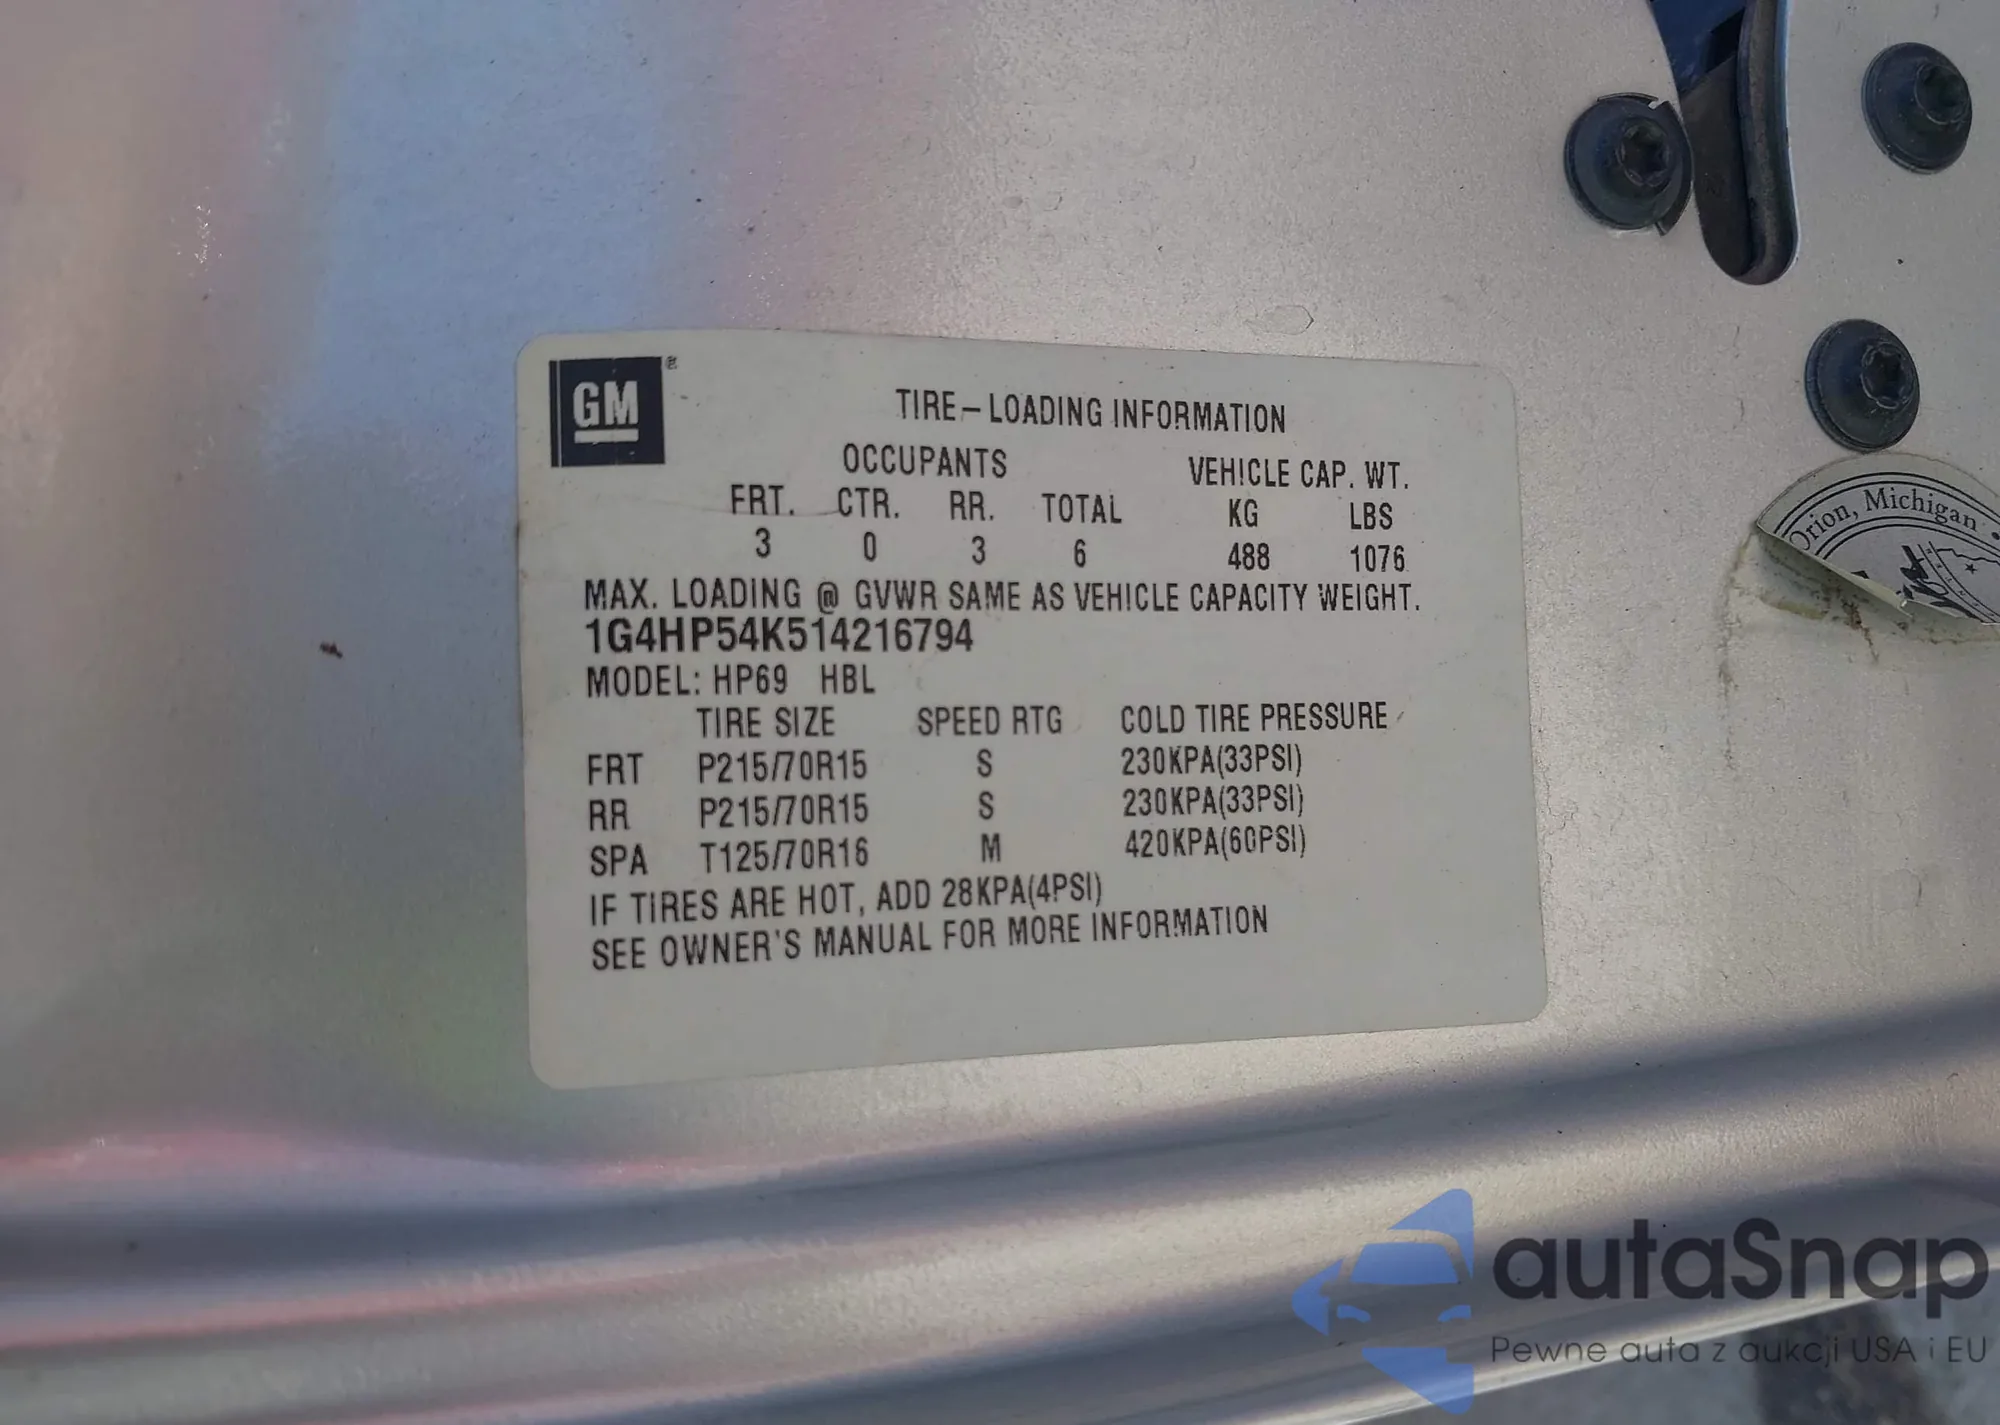 GM®
TIRE-LOADING INFORMATION
OCCUPANTS VEHICLE CAP. WT.
FRT. CTR. RR. TOTAL KG LBS
3 0 3 6 488 1076
MAX. LOADING @ GVWR SAME AS VEHICLE CAPACITY WEIGHT.
1G4HP54K514216794
MODEL: HP69 HBL
TIRE SIZE SPEED RTG COLD TIRE PRESSURE
FRT P215/70R15 S 230KPA(33PSI)
RR P215/70R15 S 230KPA(33PSI)
SPA T125/70R16 M 420KPA(60PSI)
IF TIRES ARE HOT, ADD 28KPA(4PSI)
SEE OWNER'S MANUAL FOR MORE INFORMATION
Orion, Michigan
autaSnap
Pewne auta z aukcji USA i EU